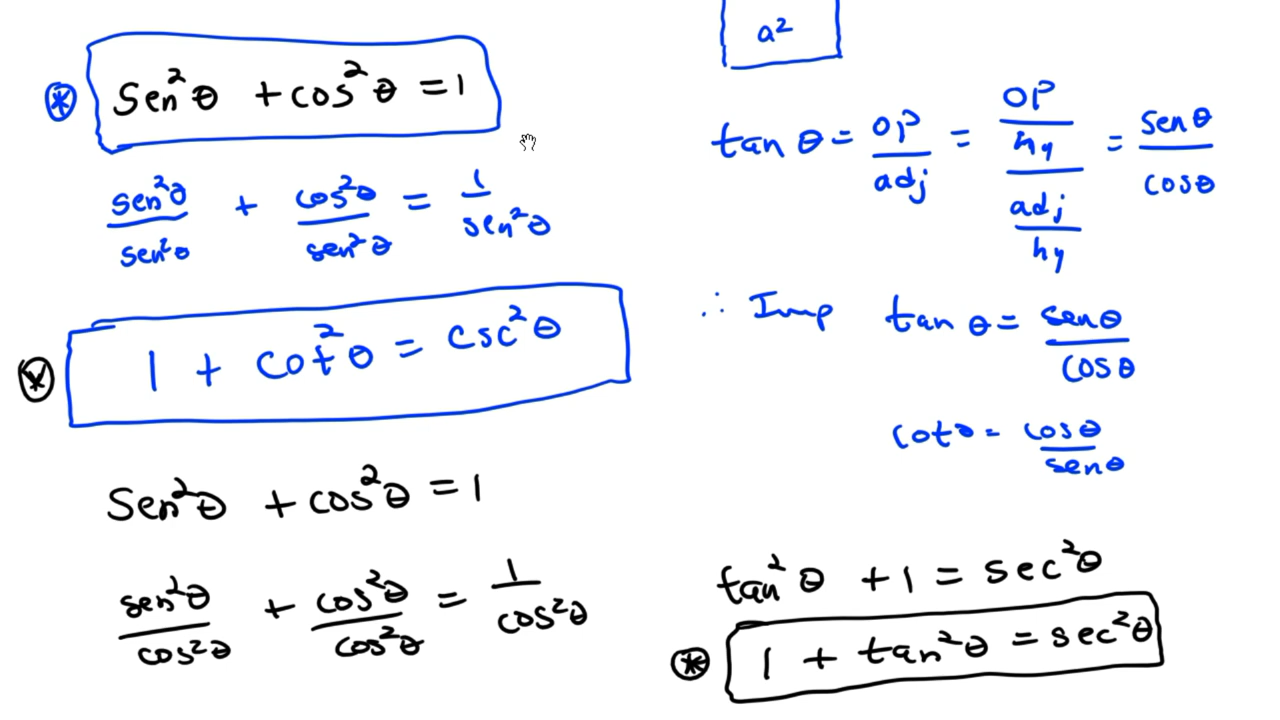 ⊛ Sen²θ + cos²θ = 1
sen²θ/sen²θ + cos²θ/sen²θ = 1/sen²θ
⊛ 1 + cot²θ = csc²θ
Sen²θ + cos²θ = 1
sen²θ/cos²θ + cos²θ/cos²θ = 1/cos²θ
a²
tan θ = op/adj = (op/hy)/(adj/hy) = senθ/cosθ
∴ Imp tan θ = senθ/cosθ
cotθ = cosθ/senθ
tan²θ + 1 = sec²θ
⊛ 1 + tan²θ = sec²θ